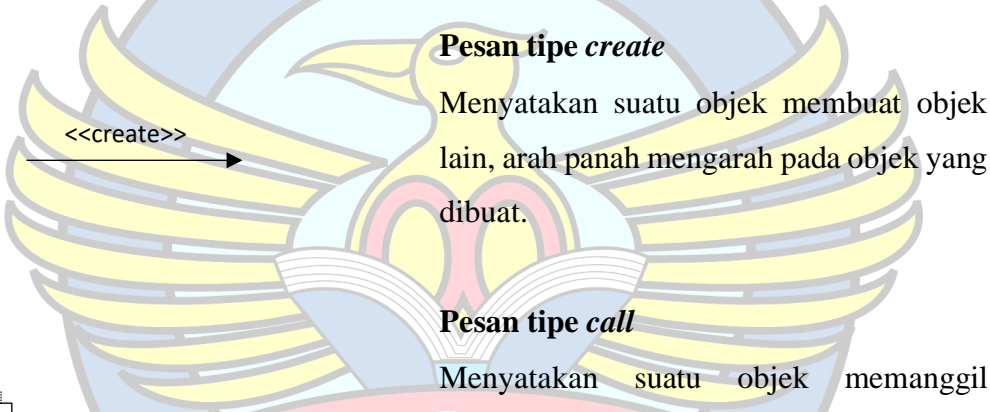 Pesan tipe create
<<create>>
Menyatakan suatu objek membuat objek
lain, arah panah mengarah pada objek yang
dibuat.
Pesan tipe call
Menyatakan suatu objek memanggil